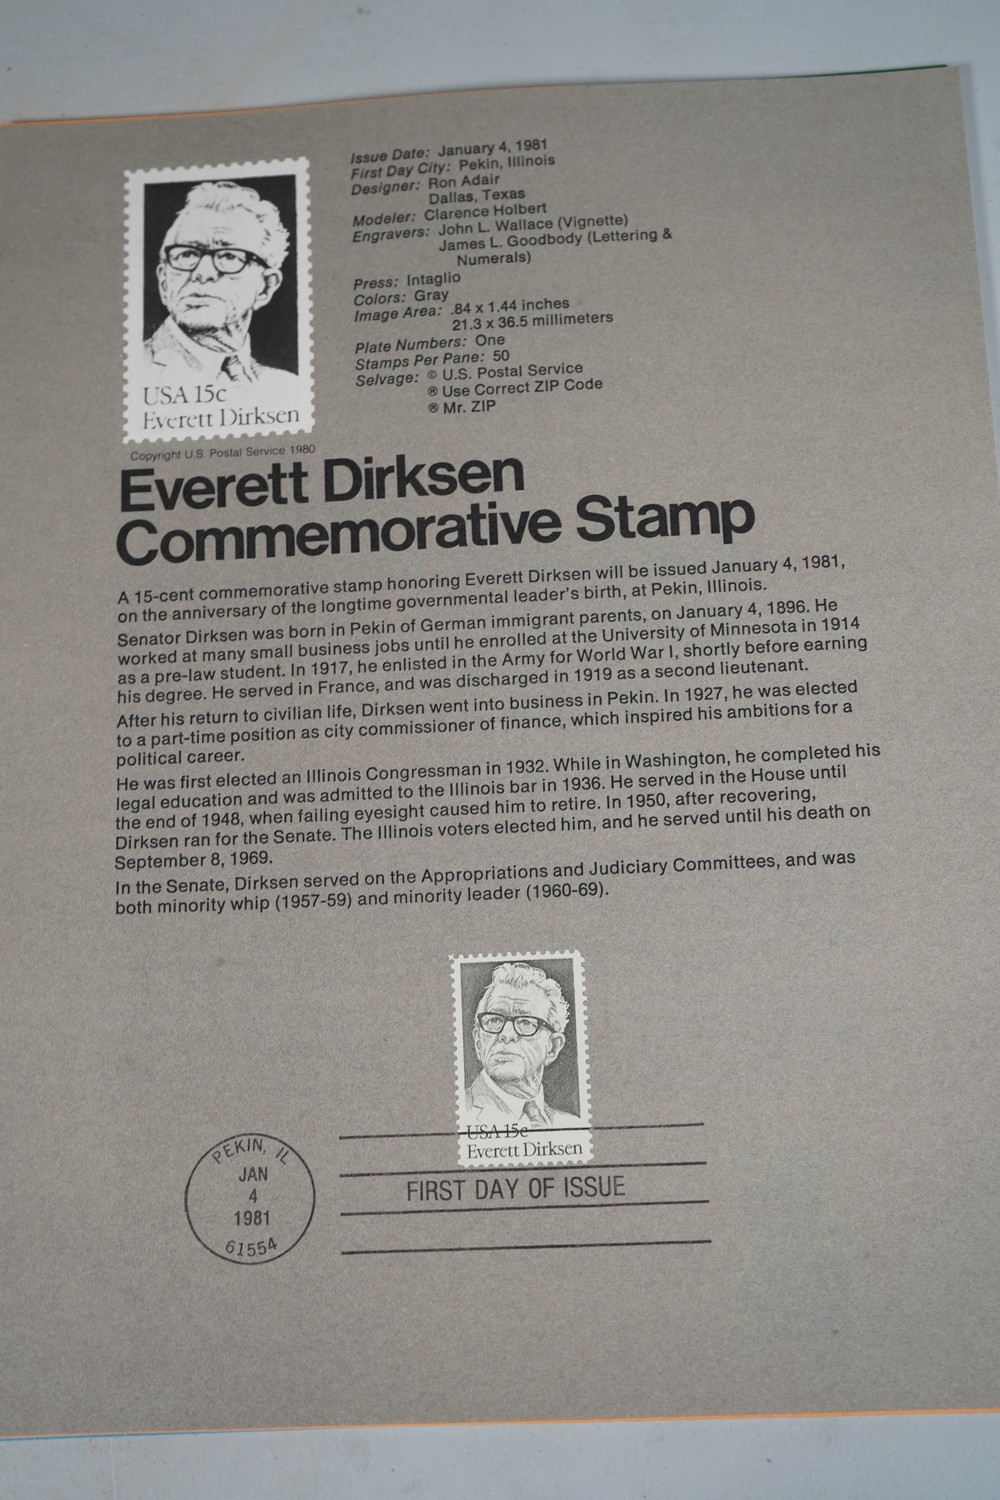 USA 15c
Everett Dirksen
Copyright U.S. Postal Service 1980
Issue Date: January 4, 1981
First Day City: Pekin, Illinois
Designer: Ron Adair
Dallas, Texas
Modeler: Clarence Holbert
Engravers: John L. Wallace (Vignette)
James L. Goodbody (Lettering &
Numerals)
Press: Intaglio
Colors: Gray
Image Area: .84 x 1.44 inches
21.3 x 36.5 millimeters
Plate Numbers: One
Stamps Per Pane: 50
Selvage: © U.S. Postal Service
® Use Correct ZIP Code
® Mr. ZIP
Everett Dirksen
Commemorative Stamp
A 15-cent commemorative stamp honoring Everett Dirksen will be issued January 4, 1981,
on the anniversary of the longtime governmental leader's birth, at Pekin, Illinois.
Senator Dirksen was born in Pekin of German immigrant parents, on January 4, 1896. He
worked at many small business jobs until he enrolled at the University of Minnesota in 1914
as a pre-law student. In 1917, he enlisted in the Army for World War I, shortly before earning
his degree. He served in France, and was discharged in 1919 as a second lieutenant.
After his return to civilian life, Dirksen went into business in Pekin. In 1927, he was elected
to a part-time position as city commissioner of finance, which inspired his ambitions for a
political career.
He was first elected an Illinois Congressman in 1932. While in Washington, he completed his
legal education and was admitted to the Illinois bar in 1936. He served in the House until
the end of 1948, when failing eyesight caused him to retire. In 1950, after recovering,
Dirksen ran for the Senate. The Illinois voters elected him, and he served until his death on
September 8, 1969.
In the Senate, Dirksen served on the Appropriations and Judiciary Committees, and was
both minority whip (1957-59) and minority leader (1960-69).
USA 15c
Everett Dirksen
PEKIN, IL
JAN
4
1981
61554
FIRST DAY OF ISSUE